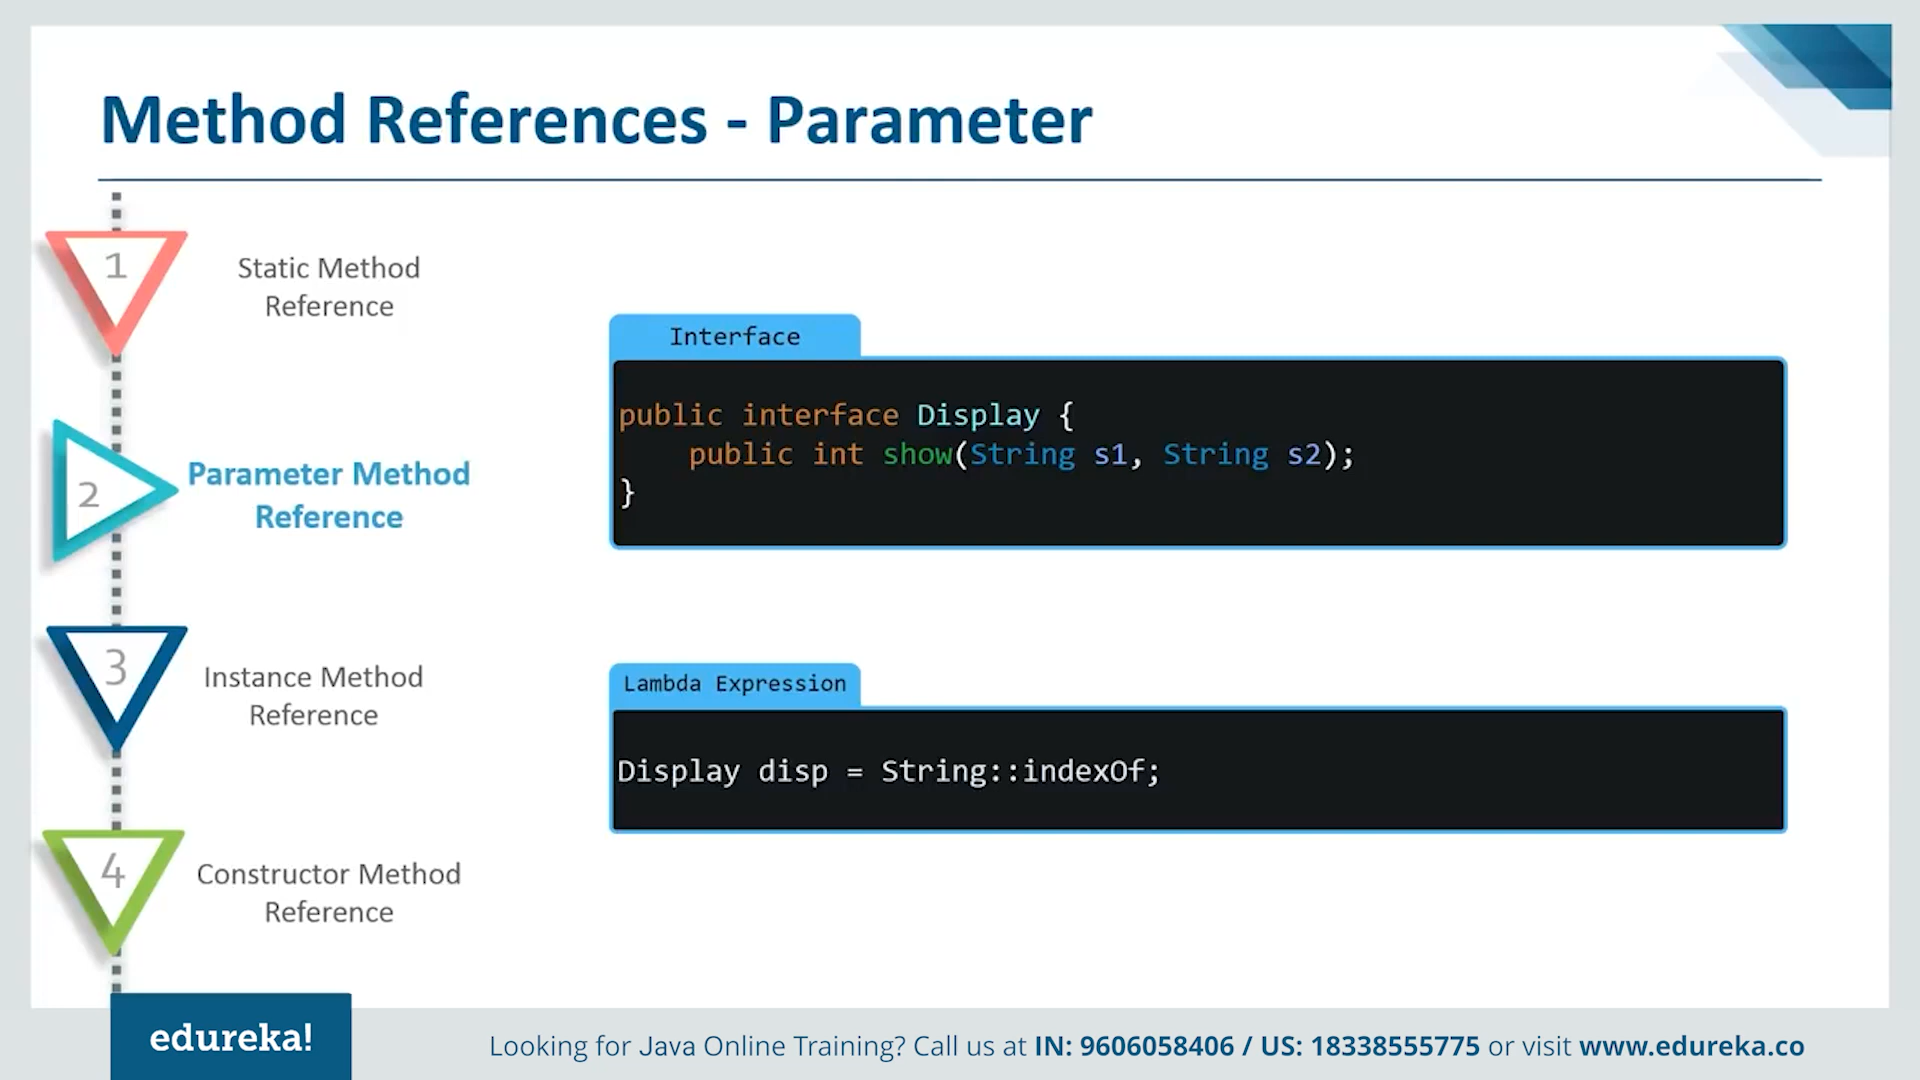 Method References - Parameter
1
Static Method
Reference
2
Parameter Method
Reference
3
Instance Method
Reference
4
Constructor Method
Reference
Interface
public interface Display {
    public int show(String s1, String s2);
}
Lambda Expression
Display disp = String::indexOf;
edureka!
Looking for Java Online Training? Call us at IN: 9606058406 / US: 18338555775 or visit www.edureka.co